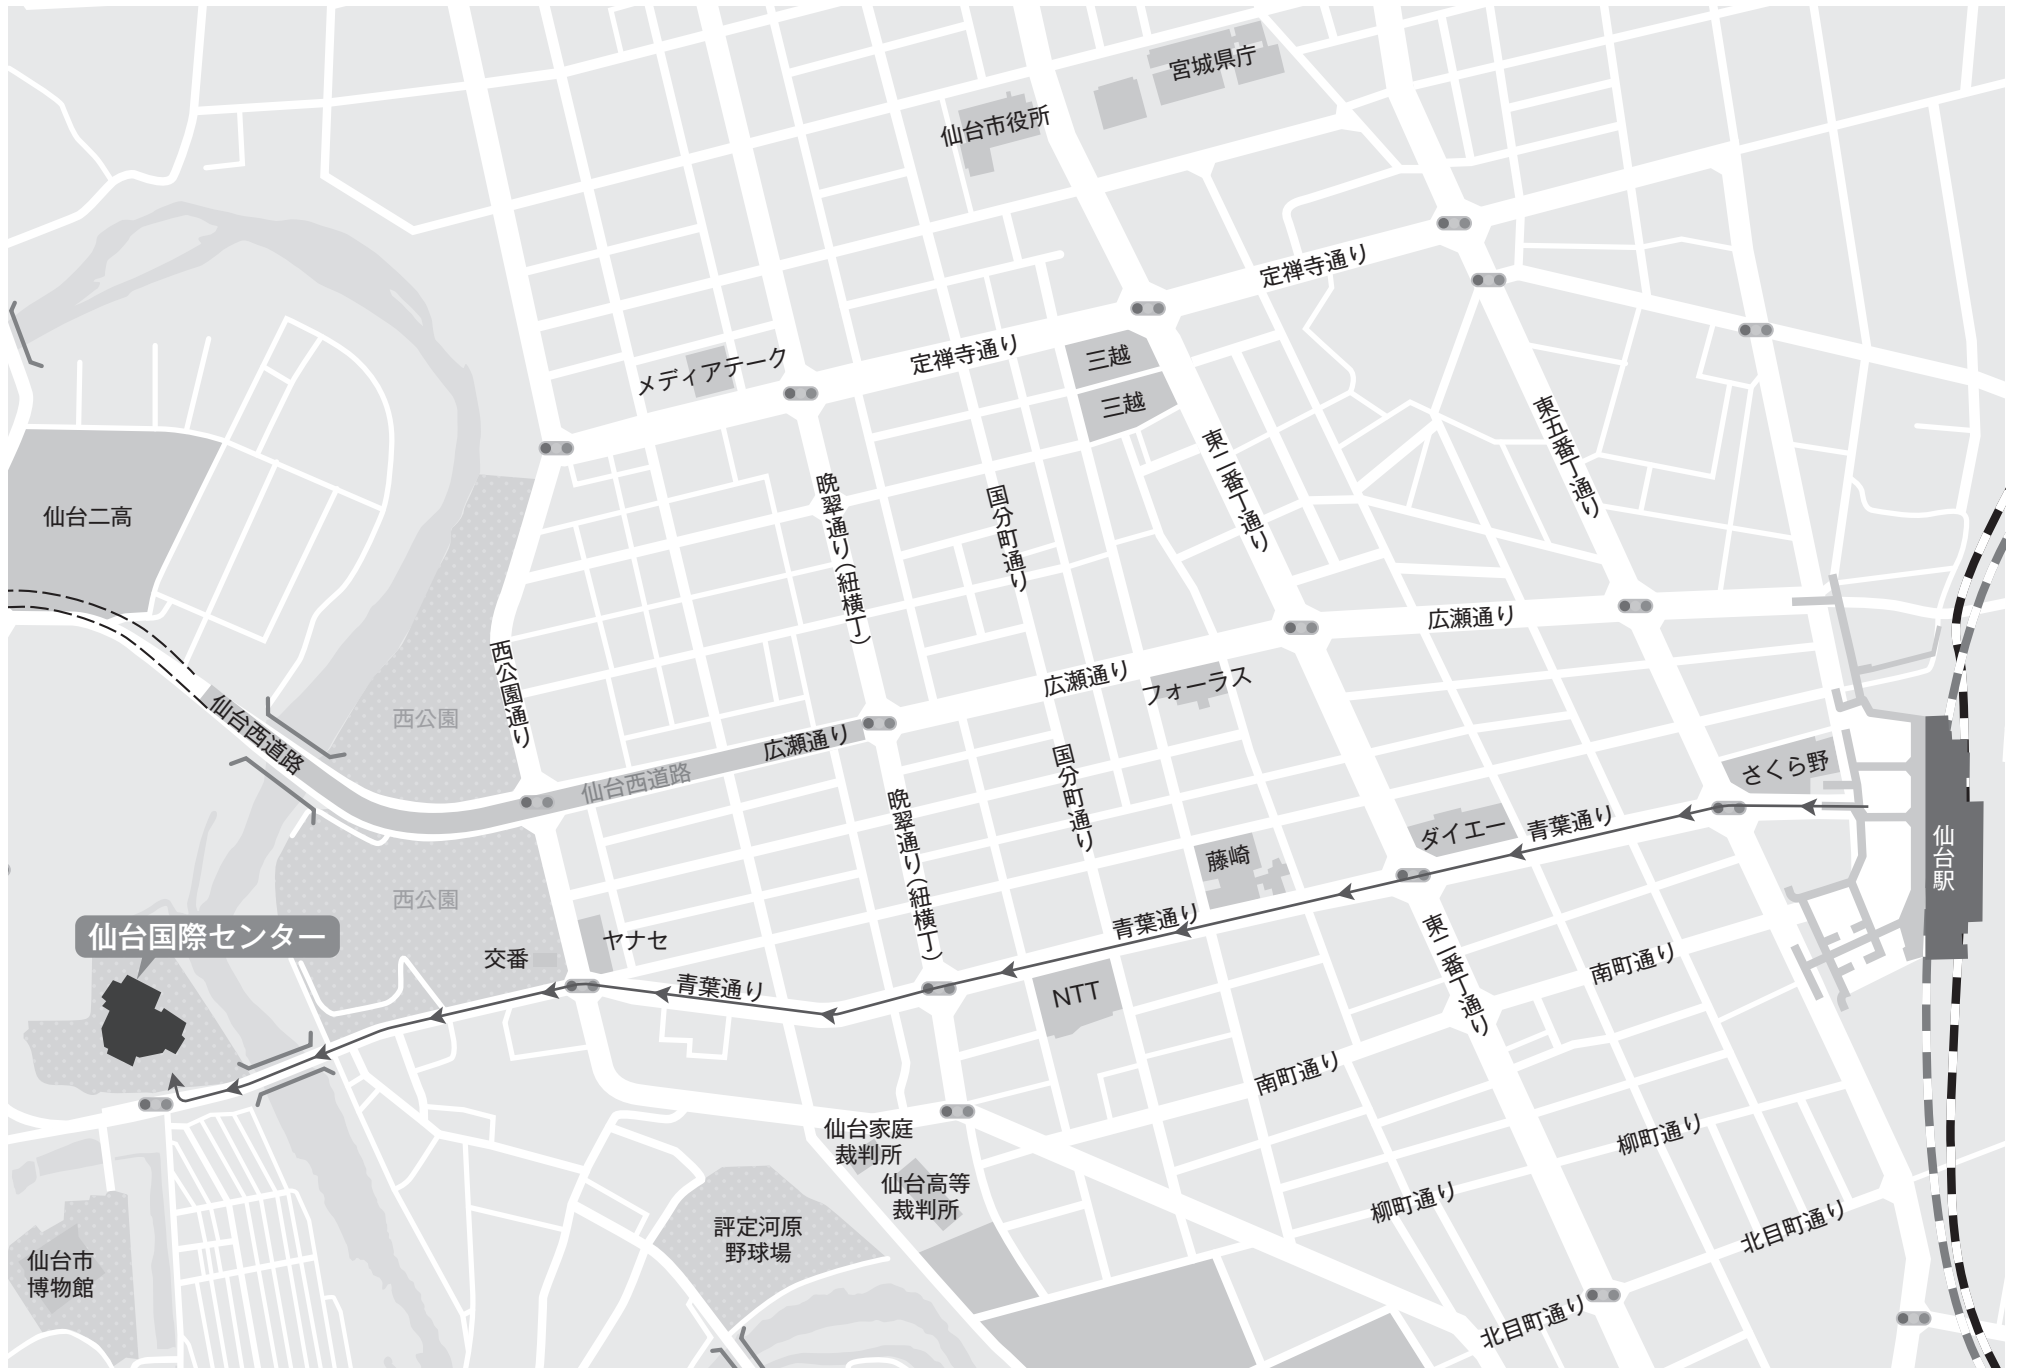 宮城県庁
仙台市役所
定禅寺通り
定禅寺通り
メディアテーク
三越
三越
東五番丁通り
東二番丁通り
晩翠通り(紐横丁)
国分町通り
仙台二高
広瀬通り
西公園通り
広瀬通り
フォーラス
西公園
仙台西道路
広瀬通り
仙台西道路
国分町通り
さくら野
晩翠通り(紐横丁)
ダイエー
青葉通り
仙台駅
藤崎
西公園
青葉通り
仙台国際センター
ヤナセ
交番
東二番丁通り
南町通り
青葉通り
NTT
南町通り
仙台家庭
裁判所
柳町通り
仙台高等
裁判所
柳町通り
評定河原
野球場
北目町通り
仙台市
博物館
北目町通り